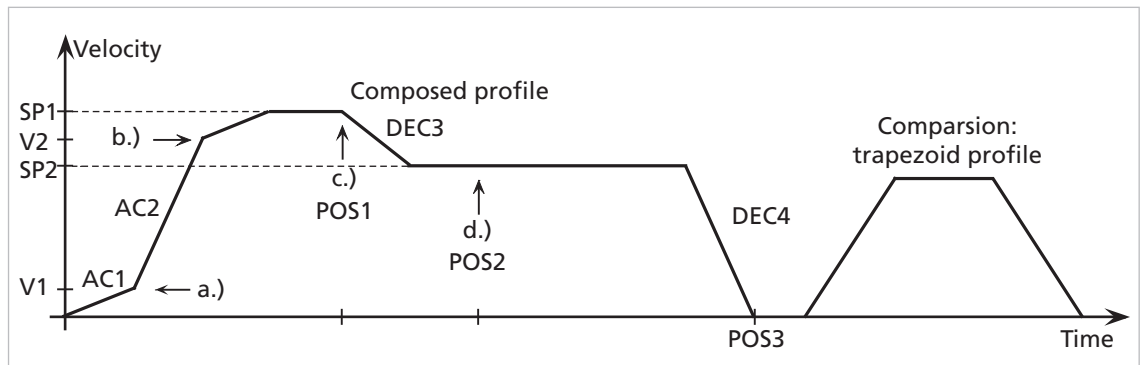 Velocity
SP1
Composed profile
V2
b.)
DEC3
Comparsion:
trapezoid profile
SP2
c.)
AC2
POS1
DEC4
d.)
POS2
V1
AC1
a.)
POS3
Time